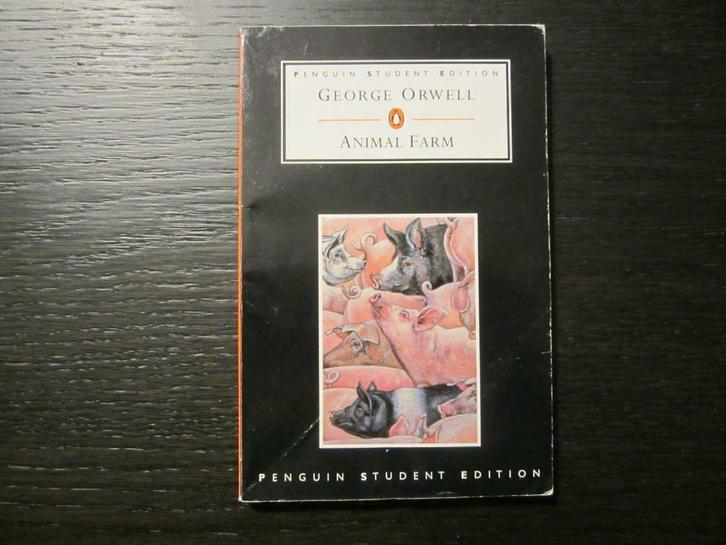 PENGUIN STUDENT EDITION
GEORGE ORWELL
ANIMAL FARM
PENGUIN STUDENT EDITION